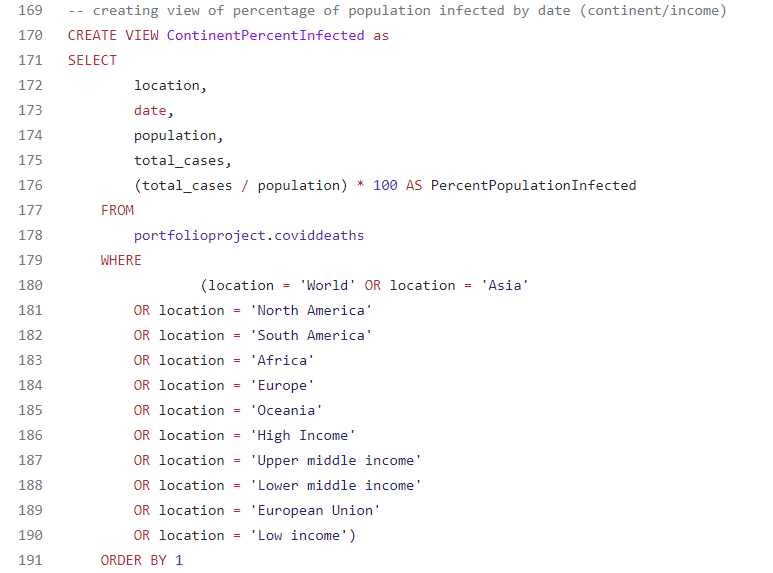 169 -- creating view of percentage of population infected by date (continent/income)
170 CREATE VIEW ContinentPercentInfected as
171 SELECT
172 location,
173 date,
174 population,
175 total_cases,
176 (total_cases / population) * 100 AS PercentPopulationInfected
177 FROM
178 portfolioproject.coviddeaths
179 WHERE
180 (location = 'World' OR location = 'Asia'
181 OR location = 'North America'
182 OR location = 'South America'
183 OR location = 'Africa'
184 OR location = 'Europe'
185 OR location = 'Oceania'
186 OR location = 'High Income'
187 OR location = 'Upper middle income'
188 OR location = 'Lower middle income'
189 OR location = 'European Union'
190 OR location = 'Low income')
191 ORDER BY 1